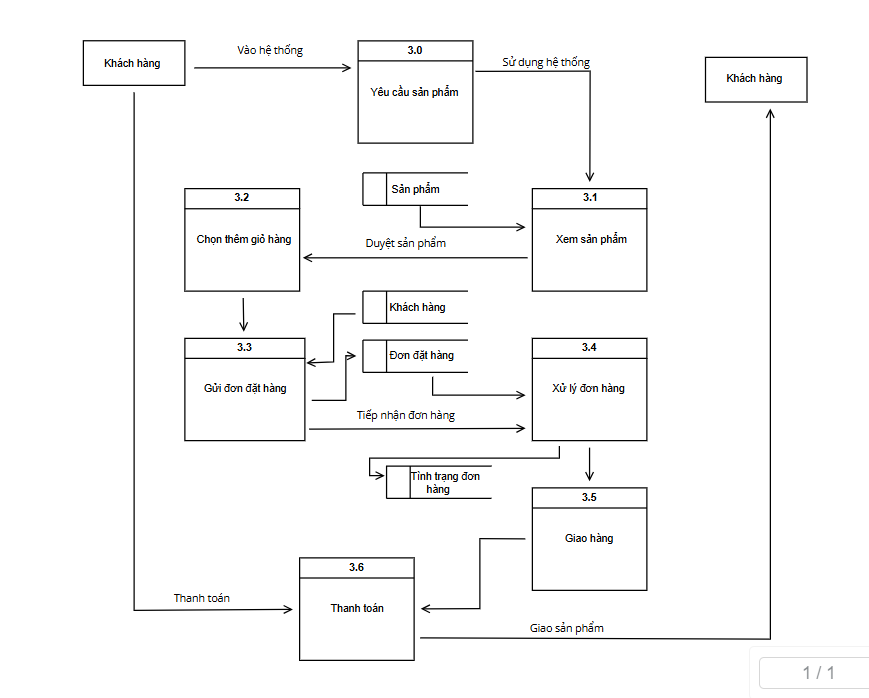 Khách hàng
Vào hệ thống
3.0
Yêu cầu sản phẩm
Sử dụng hệ thống
Khách hàng
Sản phẩm
3.1
Xem sản phẩm
3.2
Chọn thêm giỏ hàng
Duyệt sản phẩm
Khách hàng
3.3
Gửi đơn đặt hàng
Đơn đặt hàng
3.4
Xử lý đơn hàng
Tiếp nhận đơn hàng
Tình trạng đơn
hàng
3.5
Giao hàng
3.6
Thanh toán
Thanh toán
Giao sản phẩm
1 / 1